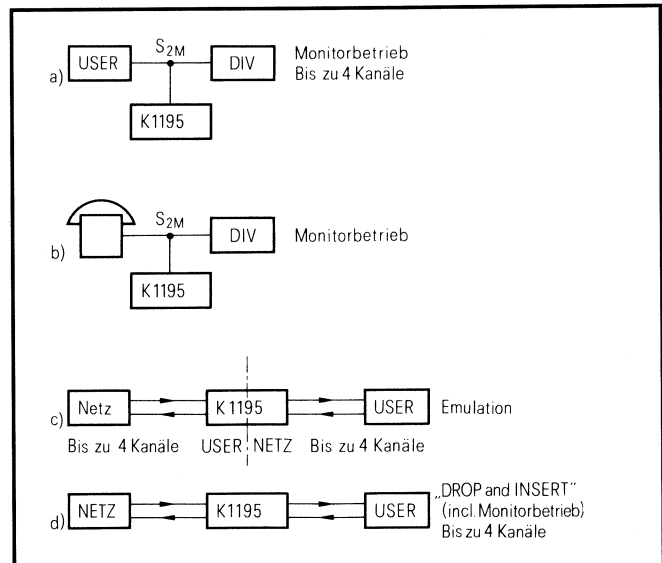 S2M
a) USER DIV Monitorbetrieb
Bis zu 4 Kanäle
K1195
S2M
b) DIV Monitorbetrieb
K1195
c) Netz K1195 USER Emulation
Bis zu 4 Kanäle USER NETZ Bis zu 4 Kanäle
d) NETZ K1195 USER „DROP and INSERT"
(incl. Monitorbetrieb)
Bis zu 4 Kanäle